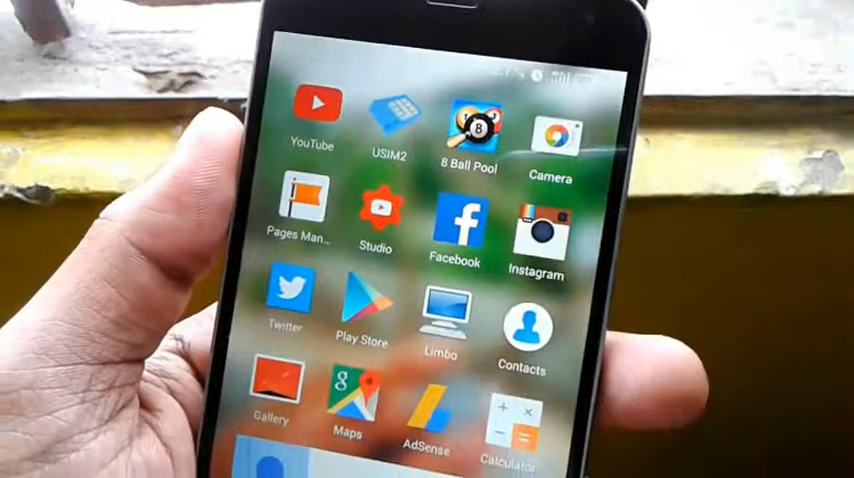 YouTube
USIM2
8 Ball Pool
Camera
Pages Man...
Studio
Facebook
Instagram
Twitter
Play Store
Limbo
Contacts
Gallery
Maps
AdSense
Calculator